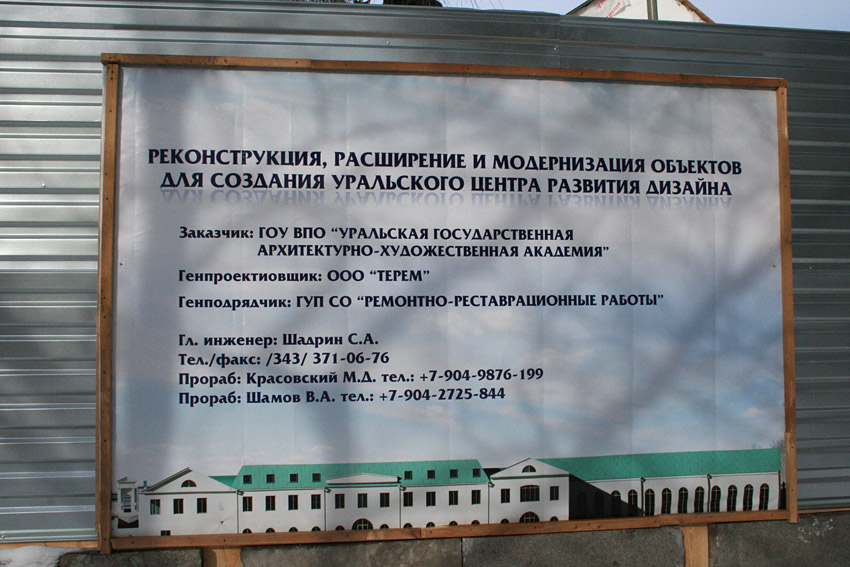 РЕКОНСТРУКЦИЯ, РАСШИРЕНИЕ И МОДЕРНИЗАЦИЯ ОБЪЕКТОВ
ДЛЯ СОЗДАНИЯ УРАЛЬСКОГО ЦЕНТРА РАЗВИТИЯ ДИЗАЙНА
Заказчик: ГОУ ВПО "УРАЛЬСКАЯ ГОСУДАРСТВЕННАЯ
АРХИТЕКТУРНО-ХУДОЖЕСТВЕННАЯ АКАДЕМИЯ"
Генпроектиовщик: ООО "ТЕРЕМ"
Генподрядчик: ГУП СО "РЕМОНТНО-РЕСТАВРАЦИОННЫЕ РАБОТЫ"
Гл. инженер: Шадрин С.А.
Тел./факс: /343/ 371-06-76
Прораб: Красовский М.Д. тел.: +7-904-9876-199
Прораб: Шамов В.А. тел.: +7-904-2725-844